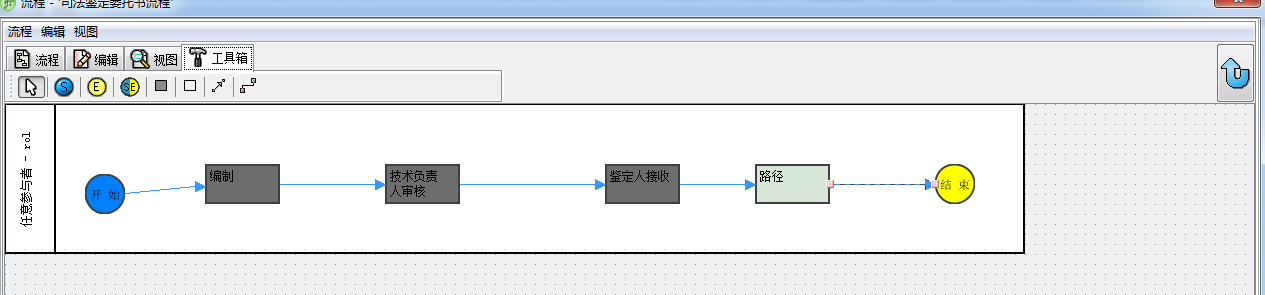 流程 - '司法鉴定委托书流程'
流程 编辑 视图
流程 编辑 视图 工具箱
S E SE
任意参与者 - rol
开 始
编制
技术负责
人审核
鉴定人接收
路径
结 束